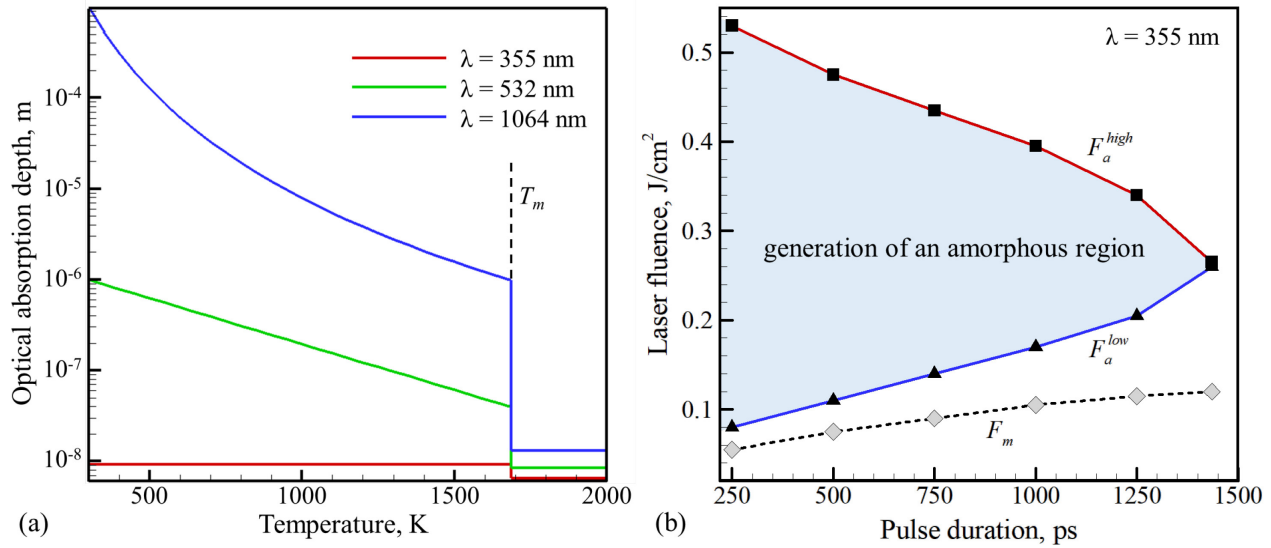 λ = 355 nm
λ = 532 nm
λ = 1064 nm
T_m
10^-4
10^-5
10^-6
10^-7
10^-8
Optical absorption depth, m
500
1000
1500
2000
Temperature, K
(a)
λ = 355 nm
F_a^high
generation of an amorphous region
F_a^low
F_m
0.5
0.4
0.3
0.2
0.1
Laser fluence, J/cm^2
250
500
750
1000
1250
1500
Pulse duration, ps
(b)